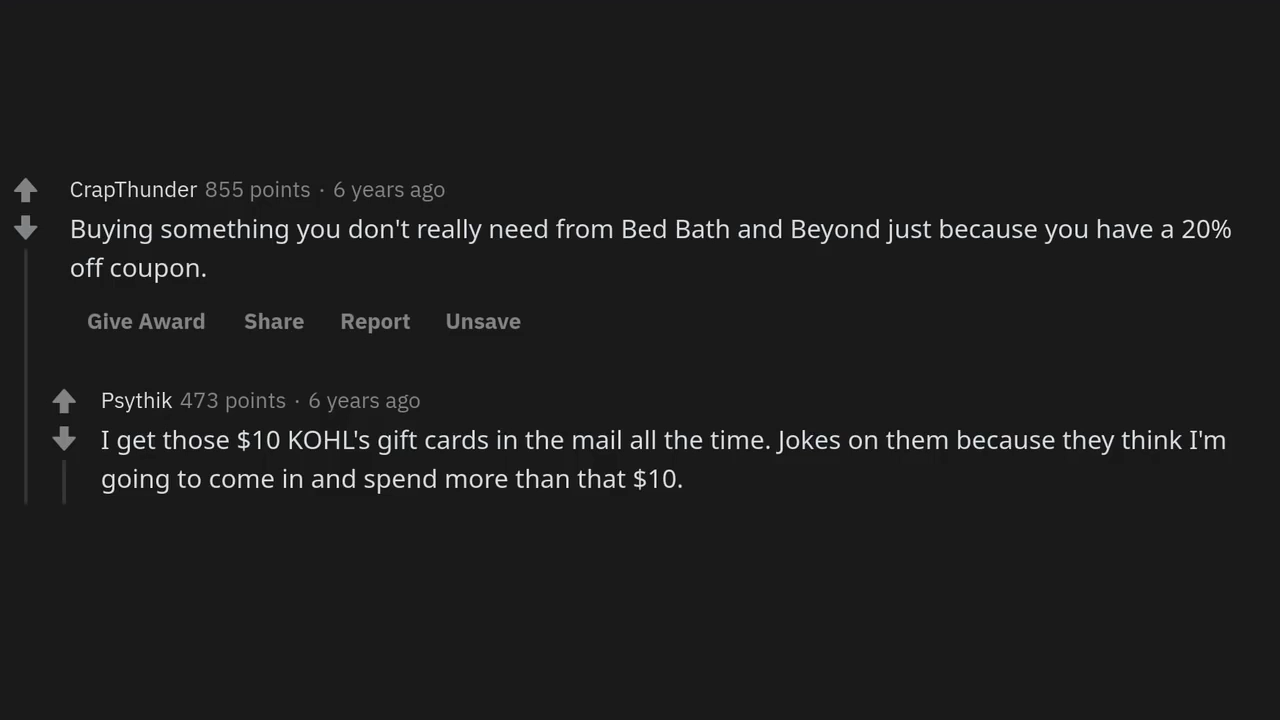 CrapThunder 855 points · 6 years ago
Buying something you don't really need from Bed Bath and Beyond just because you have a 20%
off coupon.
Give Award Share Report Unsave
Psythik 473 points · 6 years ago
I get those $10 KOHL's gift cards in the mail all the time. Jokes on them because they think I'm
going to come in and spend more than that $10.